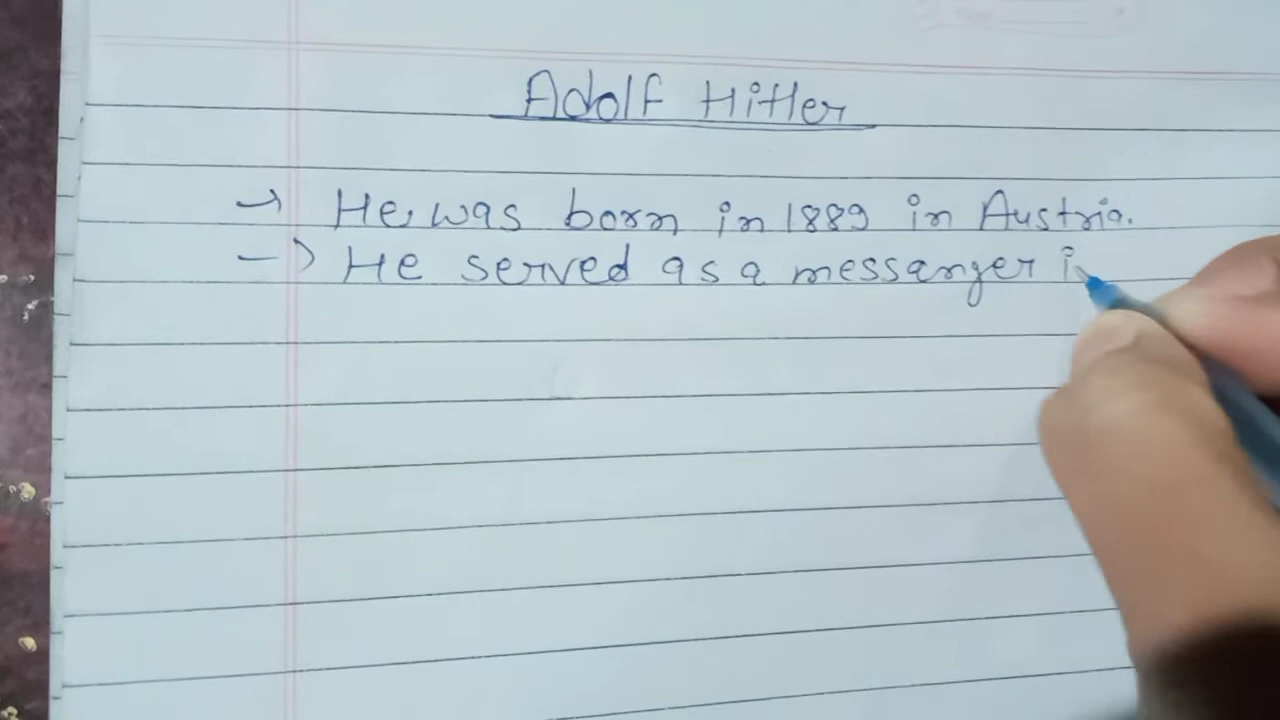 Adolf Hitler
→ He was born in 1889 in Austria.
→ He served as a messanger i